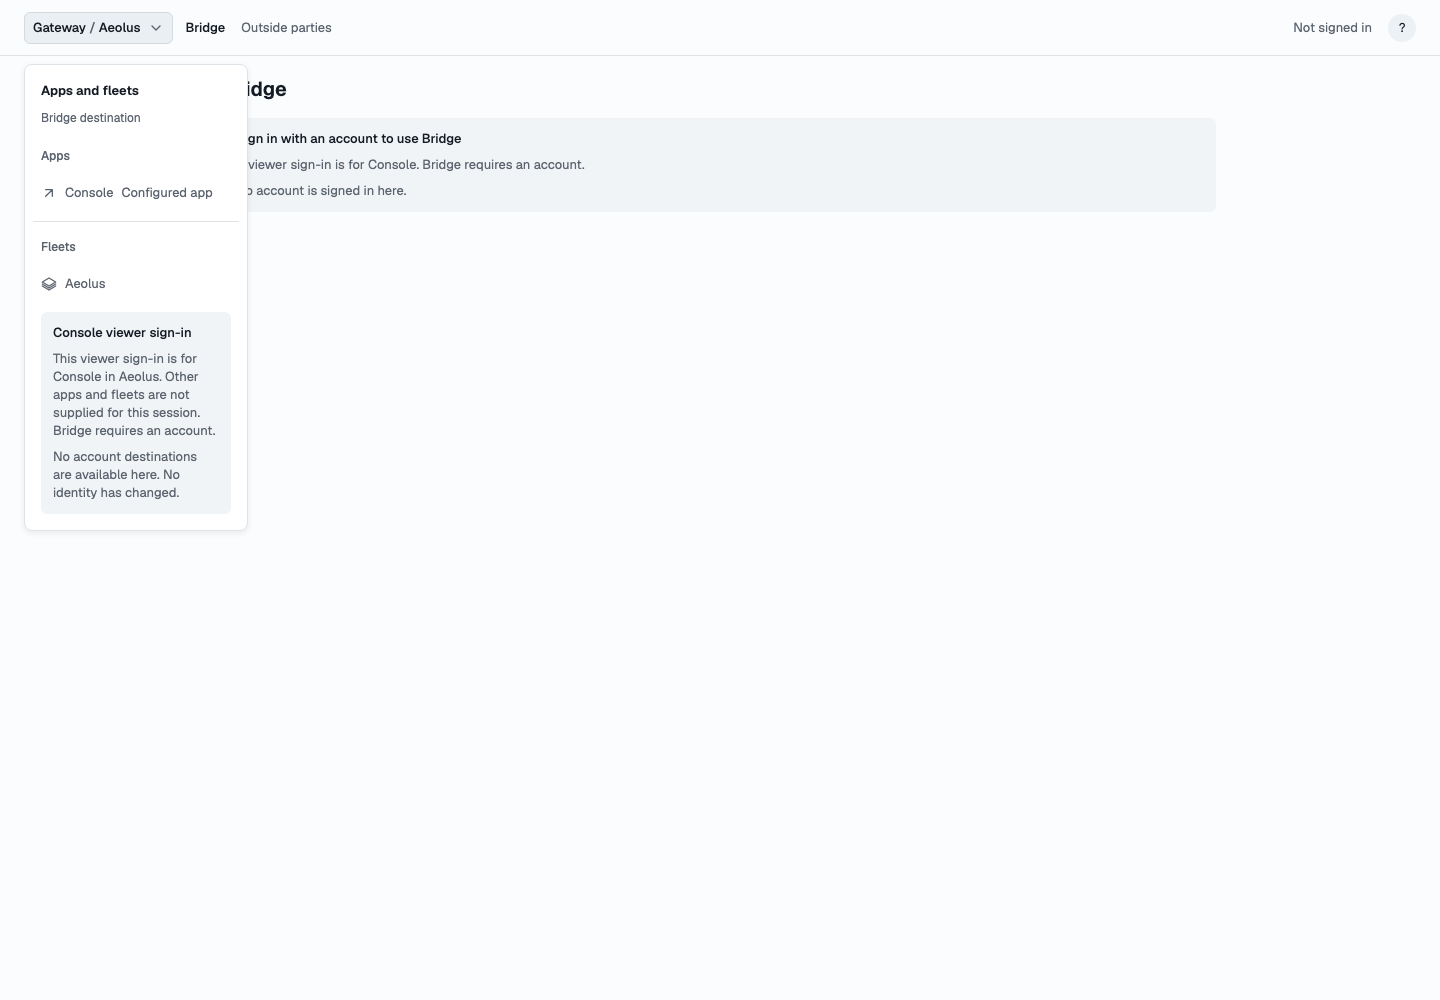 Gateway / Aeolus
Bridge
Outside parties
Not signed in
?
Apps and fleets
Bridge destination
Apps
Console Configured app
Fleets
Aeolus
Console viewer sign-in
This viewer sign-in is for
Console in Aeolus. Other
apps and fleets are not
supplied for this session.
Bridge requires an account.
No account destinations
are available here. No
identity has changed.
idge
gn in with an account to use Bridge
viewer sign-in is for Console. Bridge requires an account.
account is signed in here.